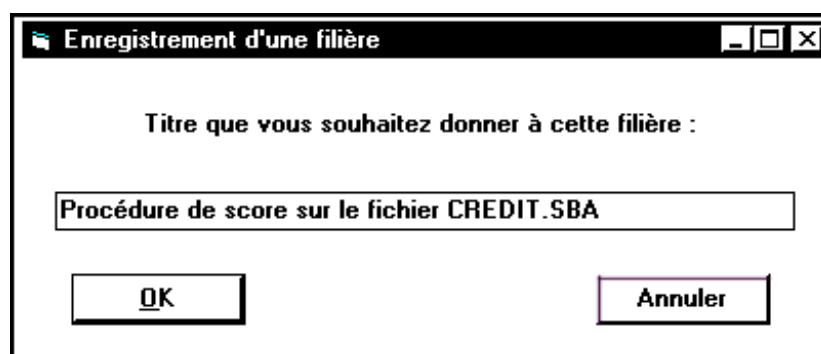 Enregistrement d'une filière
Titre que vous souhaitez donner à cette filière :
Procédure de score sur le fichier CREDIT.SBA
OK
Annuler